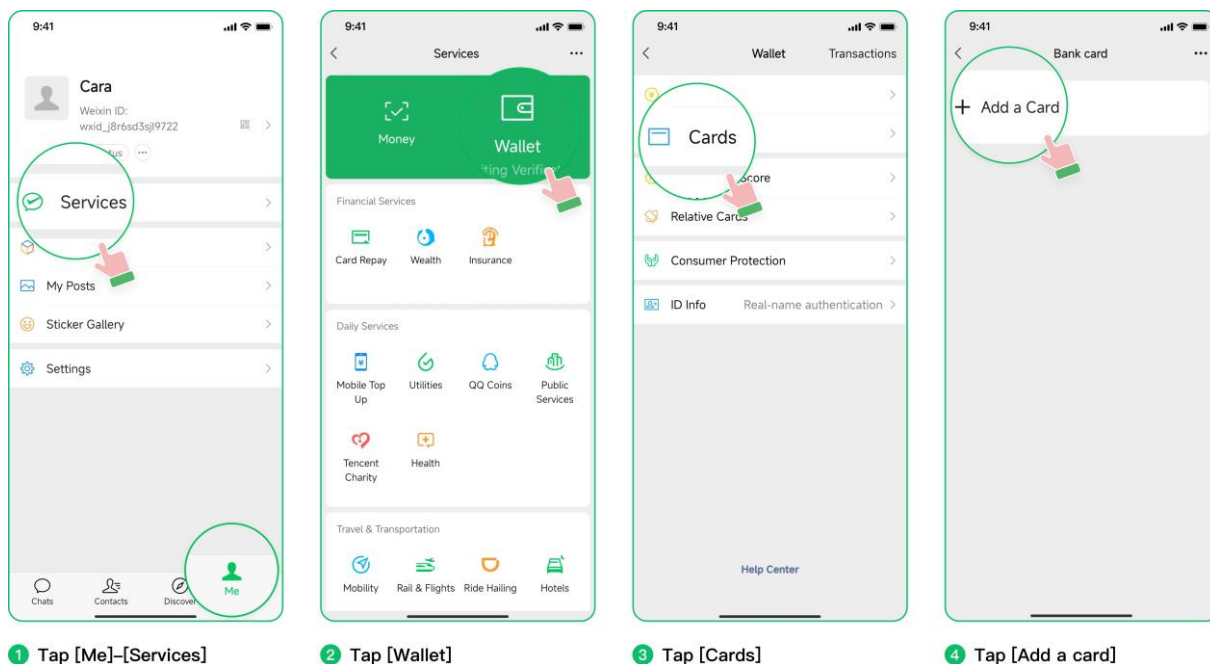 9:41
Cara
Weixin ID:
wxid_j8r6sd3sjl9722
Services
My Posts
Sticker Gallery
Settings
Chats
Contacts
Discover
Me
1 Tap [Me]–[Services]
9:41
Services
Money
Wallet
Financial Services
Card Repay
Wealth
Insurance
Daily Services
Mobile Top
Up
Utilities
QQ Coins
Public
Services
Tencent
Charity
Health
Travel & Transportation
Mobility
Rail & Flights
Ride Hailing
Hotels
2 Tap [Wallet]
9:41
Wallet
Transactions
Cards
Score
Relative Cards
Consumer Protection
ID Info
Real-name authentication
Help Center
3 Tap [Cards]
9:41
Bank card
+ Add a Card
4 Tap [Add a card]